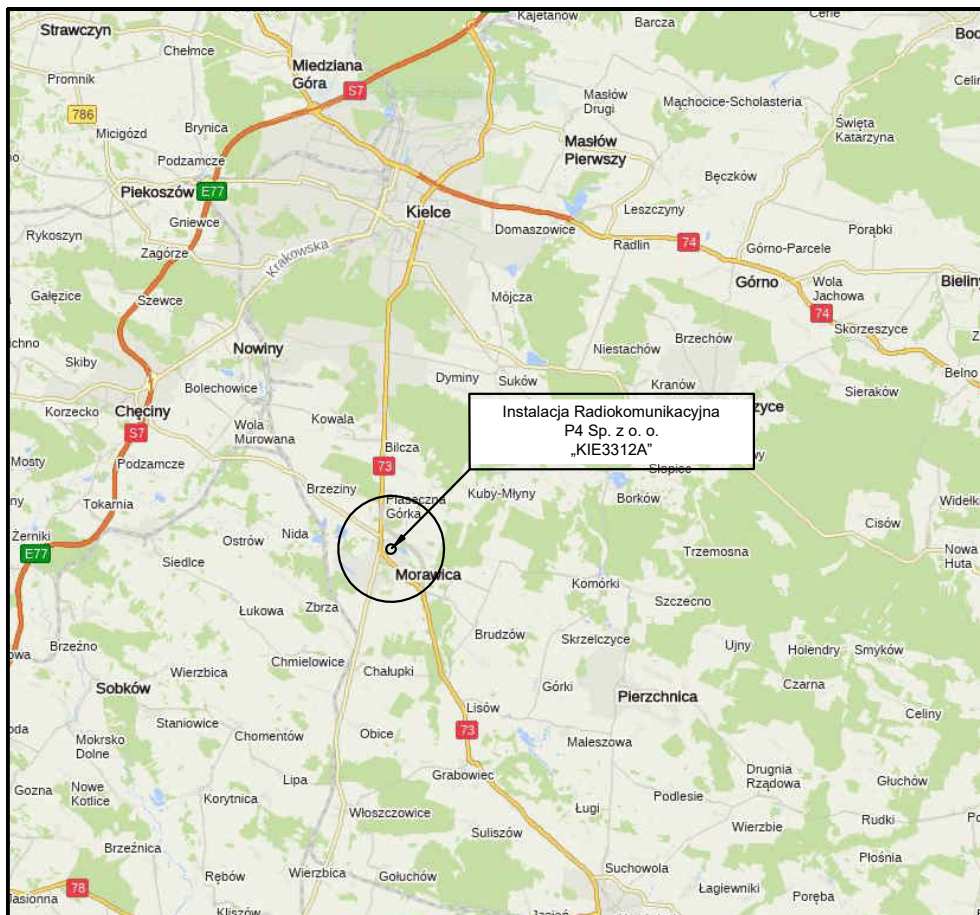 Kajetanów
Barcza
Strawczyn
Chełmce
Miedziana
Góra
S7
Promnik
786
Masłów
Drugi
Mąchocice-Scholasteria
Micigózd
Brynica
Święta
Katarzyna
Masłów
Pierwszy
Podzamcze
Bęczków
Piekoszów
E77
Kielce
Leszczyny
Gniewce
Domaszowice
Porąbki
Rykoszyn
Krakowska
Radlin
74
Górno-Parcele
Zagórze
Górno
Wola
Jachowa
Bieliny
Gałęzice
Szewce
Mójcza
74
Skorzeszyce
Brzechów
Nowiny
Niestachów
Skiby
Belno
Bolechowice
Dyminy
Suków
Kranów
Sieraków
Korzecko
Chęciny
Kowala
Instalacja Radiokomunikacyjna
P4 Sp. z o. o.
„KIE3312A”
zyce
S7
Wola
Murowana
Bilcza
Mosty
Podzamcze
73
Brzeziny
Piaseczna
Górka
Kuby-Młyny
Borków
Tokarnia
Cisów
Żerniki
E77
Ostrów
Nida
Siedlce
Trzemosna
Nowa
Huta
Morawica
Komórki
Szczecno
Łukowa
Zbrza
Brudzów
Skrzelczyce
Ujny
Holendry
Smyków
Brzeźno
Wierzbica
Chmielowice
Chałupki
Sobków
Górki
Pierzchnica
Czarna
Lisów
Celiny
Staniowice
73
Mokrsko
Dolne
Chomentów
Obice
Maleszowa
Grabowiec
Drugnia
Rządowa
Głuchów
Lipa
Gozna
Nowe
Kotlice
Korytnica
Podlesie
Włoszczowice
Ługi
Rudki
Suliszów
Wierzbie
Brzeźnica
Płośnia
Suchowola
Rębów
Wierzbica
Gołuchów
78
Łagiewniki
Poręba
Kliszów